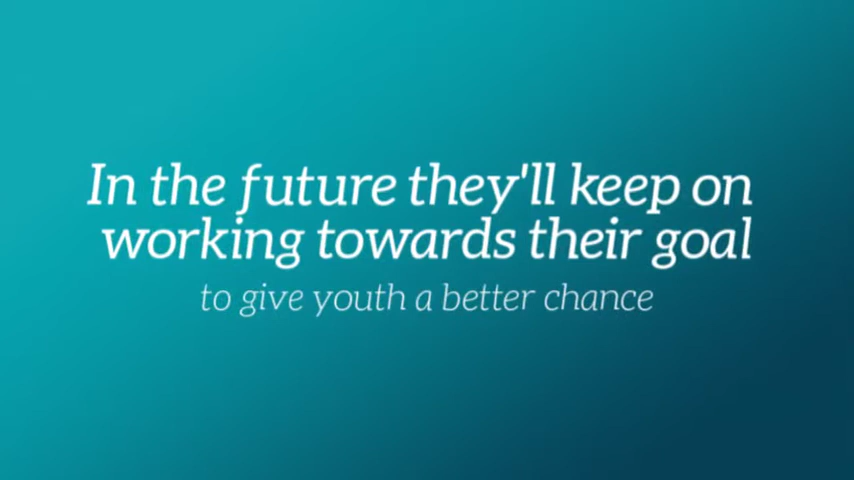 In the future they'll keep on
working towards their goal
to give youth a better chance